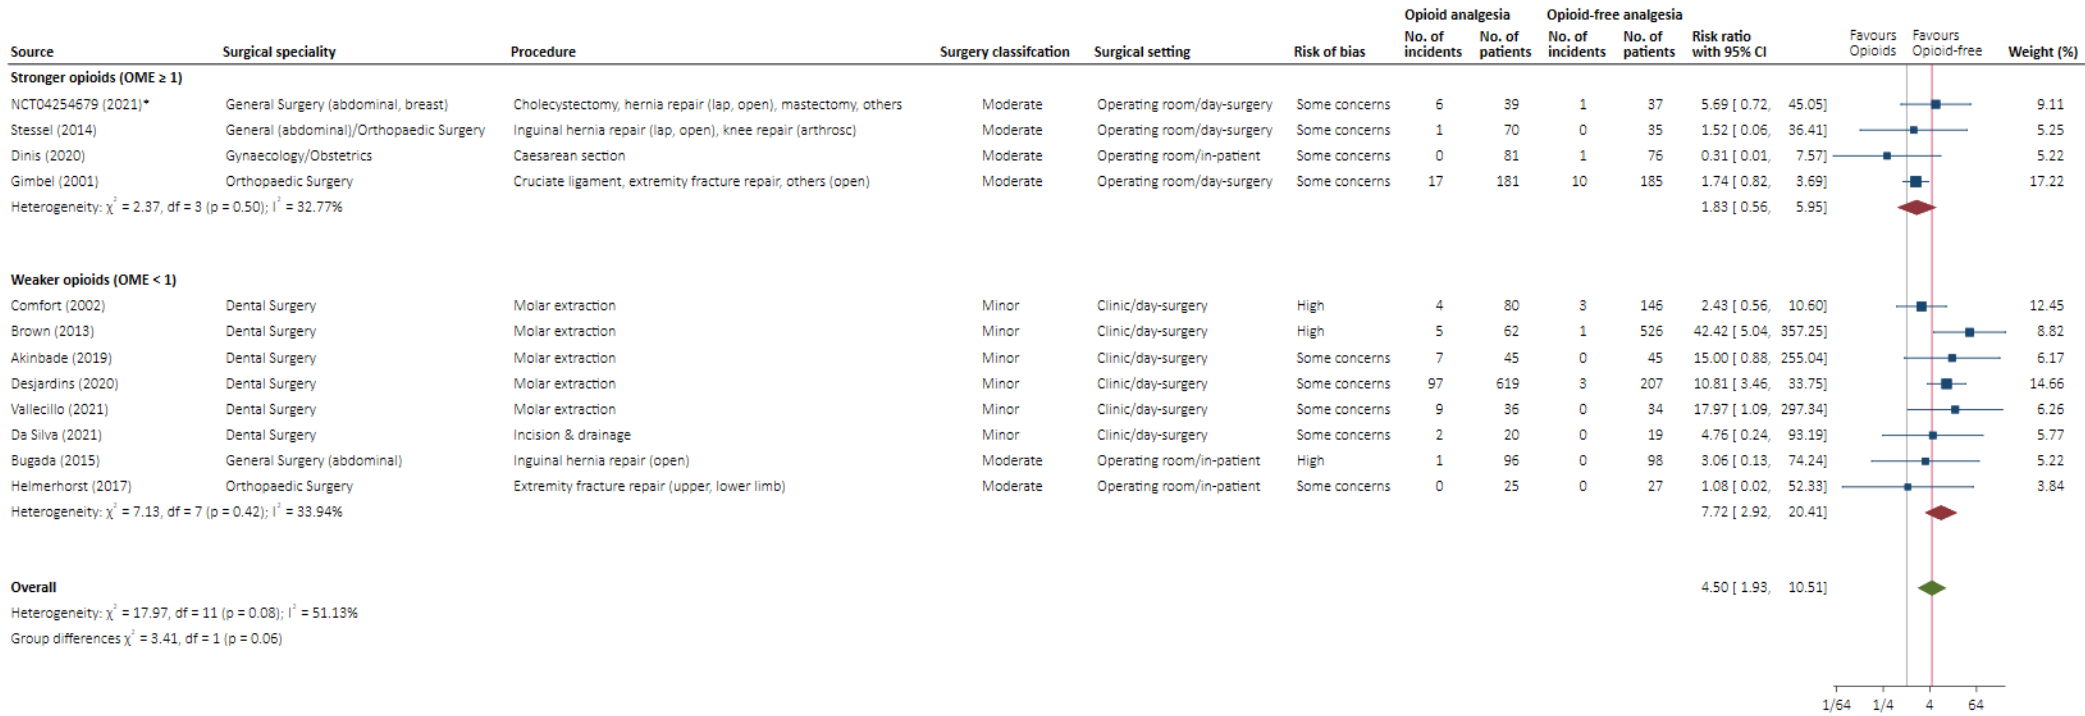 Opioid analgesia Opioid-free analgesia
Source Surgical speciality Procedure Surgery classifcation Surgical setting Risk of bias No. of incidents No. of patients No. of incidents No. of patients Risk ratio with 95% CI Favours Opioids Favours Opioid-free Weight (%)
Stronger opioids (OME ≥ 1)
NCT04254679 (2021)* General Surgery (abdominal, breast) Cholecystectomy, hernia repair (lap, open), mastectomy, others Moderate Operating room/day-surgery Some concerns 6 39 1 37 5.69 [ 0.72, 45.05] 9.11
Stessel (2014) General (abdominal)/Orthopaedic Surgery Inguinal hernia repair (lap, open), knee repair (arthrosc) Moderate Operating room/day-surgery Some concerns 1 70 0 35 1.52 [ 0.06, 36.41] 5.25
Dinis (2020) Gynaecology/Obstetrics Caesarean section Moderate Operating room/in-patient Some concerns 0 81 1 76 0.31 [ 0.01, 7.57] 5.22
Gimbel (2001) Orthopaedic Surgery Cruciate ligament, extremity fracture repair, others (open) Moderate Operating room/day-surgery Some concerns 17 181 10 185 1.74 [ 0.82, 3.69] 17.22
Heterogeneity: χ² = 2.37, df = 3 (p = 0.50); I² = 32.77% 1.83 [ 0.56, 5.95]
Weaker opioids (OME < 1)
Comfort (2002) Dental Surgery Molar extraction Minor Clinic/day-surgery High 4 80 3 146 2.43 [ 0.56, 10.60] 12.45
Brown (2013) Dental Surgery Molar extraction Minor Clinic/day-surgery High 5 62 1 526 42.42 [ 5.04, 357.25] 8.82
Akinbade (2019) Dental Surgery Molar extraction Minor Clinic/day-surgery Some concerns 7 45 0 45 15.00 [ 0.88, 255.04] 6.17
Desjardins (2020) Dental Surgery Molar extraction Minor Clinic/day-surgery Some concerns 97 619 3 207 10.81 [ 3.46, 33.75] 14.66
Vallecillo (2021) Dental Surgery Molar extraction Minor Clinic/day-surgery Some concerns 9 36 0 34 17.97 [ 1.09, 297.34] 6.26
Da Silva (2021) Dental Surgery Incision & drainage Minor Clinic/day-surgery Some concerns 2 20 0 19 4.76 [ 0.24, 93.19] 5.77
Bugada (2015) General Surgery (abdominal) Inguinal hernia repair (open) Moderate Operating room/in-patient High 1 96 0 98 3.06 [ 0.13, 74.24] 5.22
Helmerhorst (2017) Orthopaedic Surgery Extremity fracture repair (upper, lower limb) Moderate Operating room/in-patient Some concerns 0 25 0 27 1.08 [ 0.02, 52.33] 3.84
Heterogeneity: χ² = 7.13, df = 7 (p = 0.42); I² = 33.94% 7.72 [ 2.92, 20.41]
Overall 4.50 [ 1.93, 10.51]
Heterogeneity: χ² = 17.97, df = 11 (p = 0.08); I² = 51.13%
Group differences χ² = 3.41, df = 1 (p = 0.06)
1/64 1/4 4 64